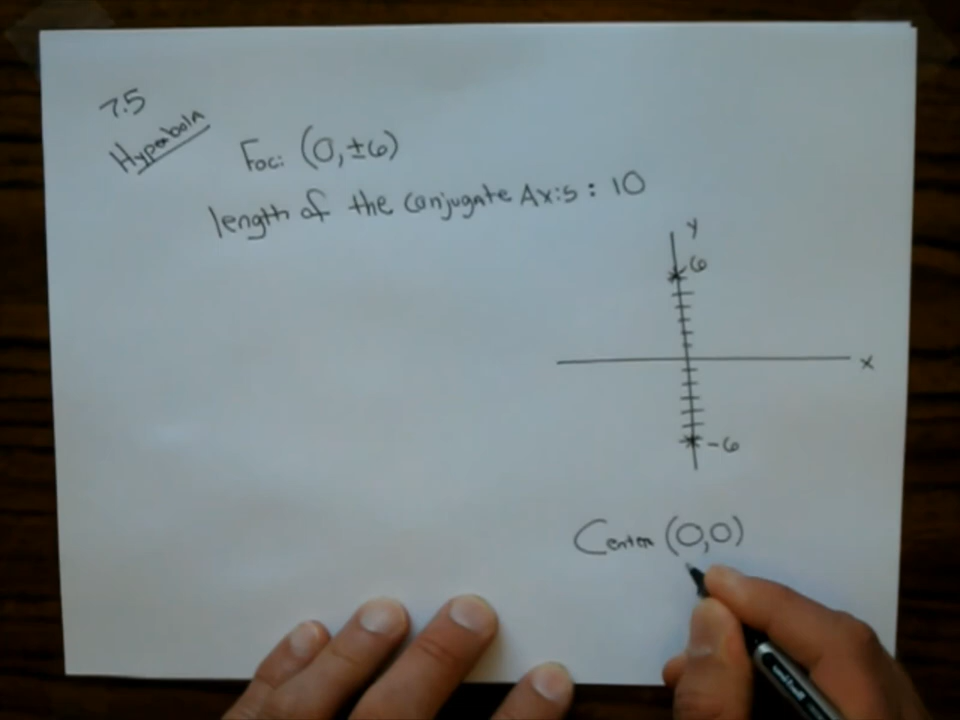 7.5
Hyperbola
Foci (0, ±6)
length of the conjugate Axis : 10
y
6
x
-6
Center (0,0)